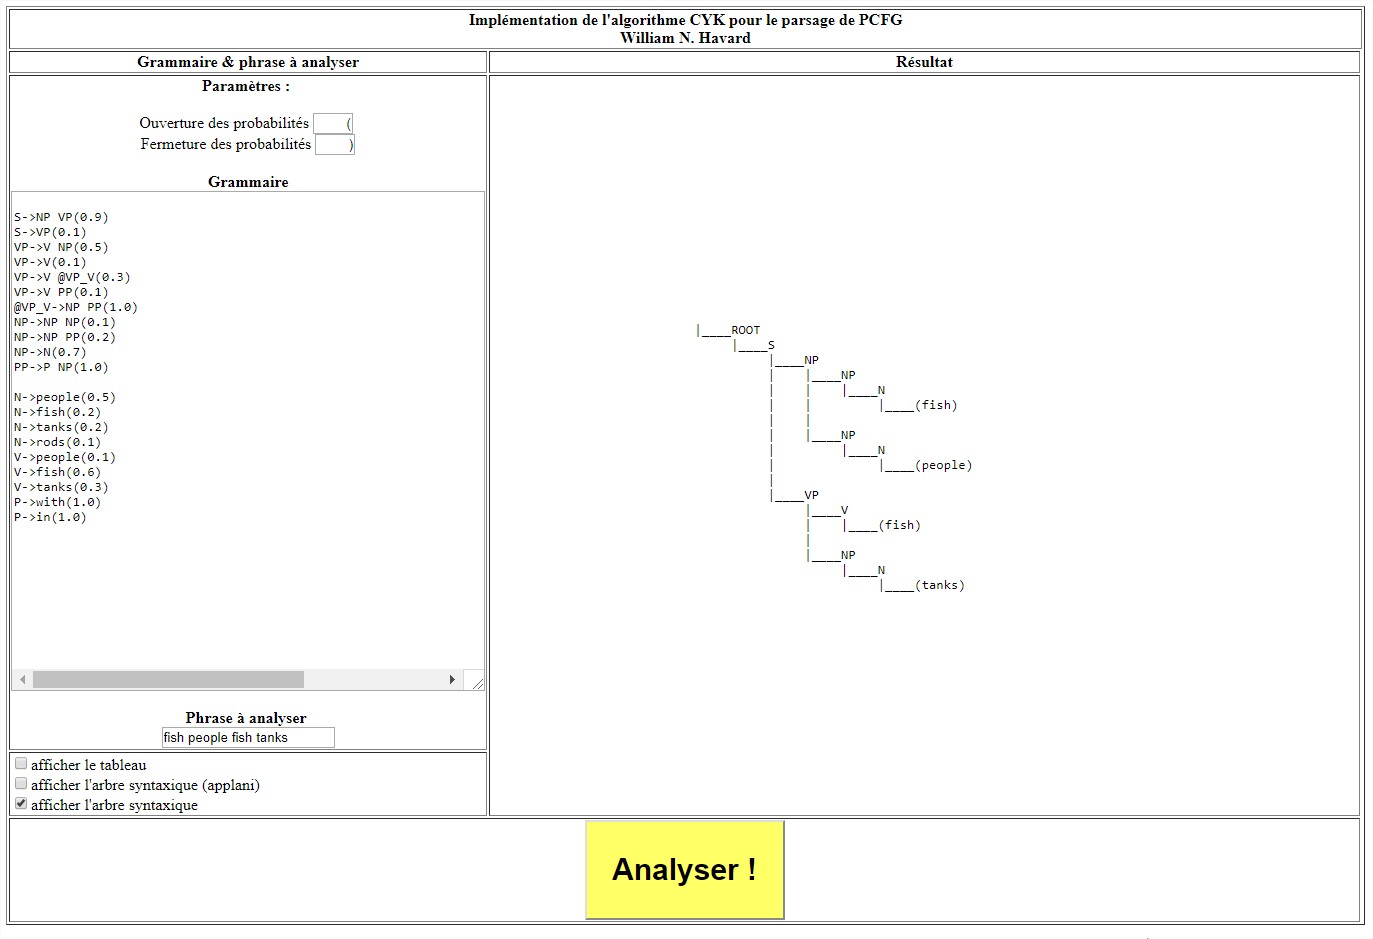 Implémentation de l'algorithme CYK pour le parsage de PCFG
William N. Havard
Grammaire & phrase à analyser
Résultat
Paramètres :
Ouverture des probabilités (
Fermeture des probabilités )
Grammaire
S->NP VP(0.9)
S->VP(0.1)
VP->V NP(0.5)
VP->V(0.1)
VP->V @VP_V(0.3)
VP->V PP(0.1)
@VP_V->NP PP(1.0)
NP->NP NP(0.1)
NP->NP PP(0.2)
NP->N(0.7)
PP->P NP(1.0)
N->people(0.5)
N->fish(0.2)
N->tanks(0.2)
N->rods(0.1)
V->people(0.1)
V->fish(0.6)
V->tanks(0.3)
P->with(1.0)
P->in(1.0)
Phrase à analyser
fish people fish tanks
afficher le tableau
afficher l'arbre syntaxique (applani)
afficher l'arbre syntaxique
|____ROOT
|____S
|____NP
| |____NP
| | |____N
| | |____(fish)
| |
| |____NP
| |____N
| |____(people)
|
|____VP
|____V
| |____(fish)
|
|____NP
|____N
|____(tanks)
Analyser !